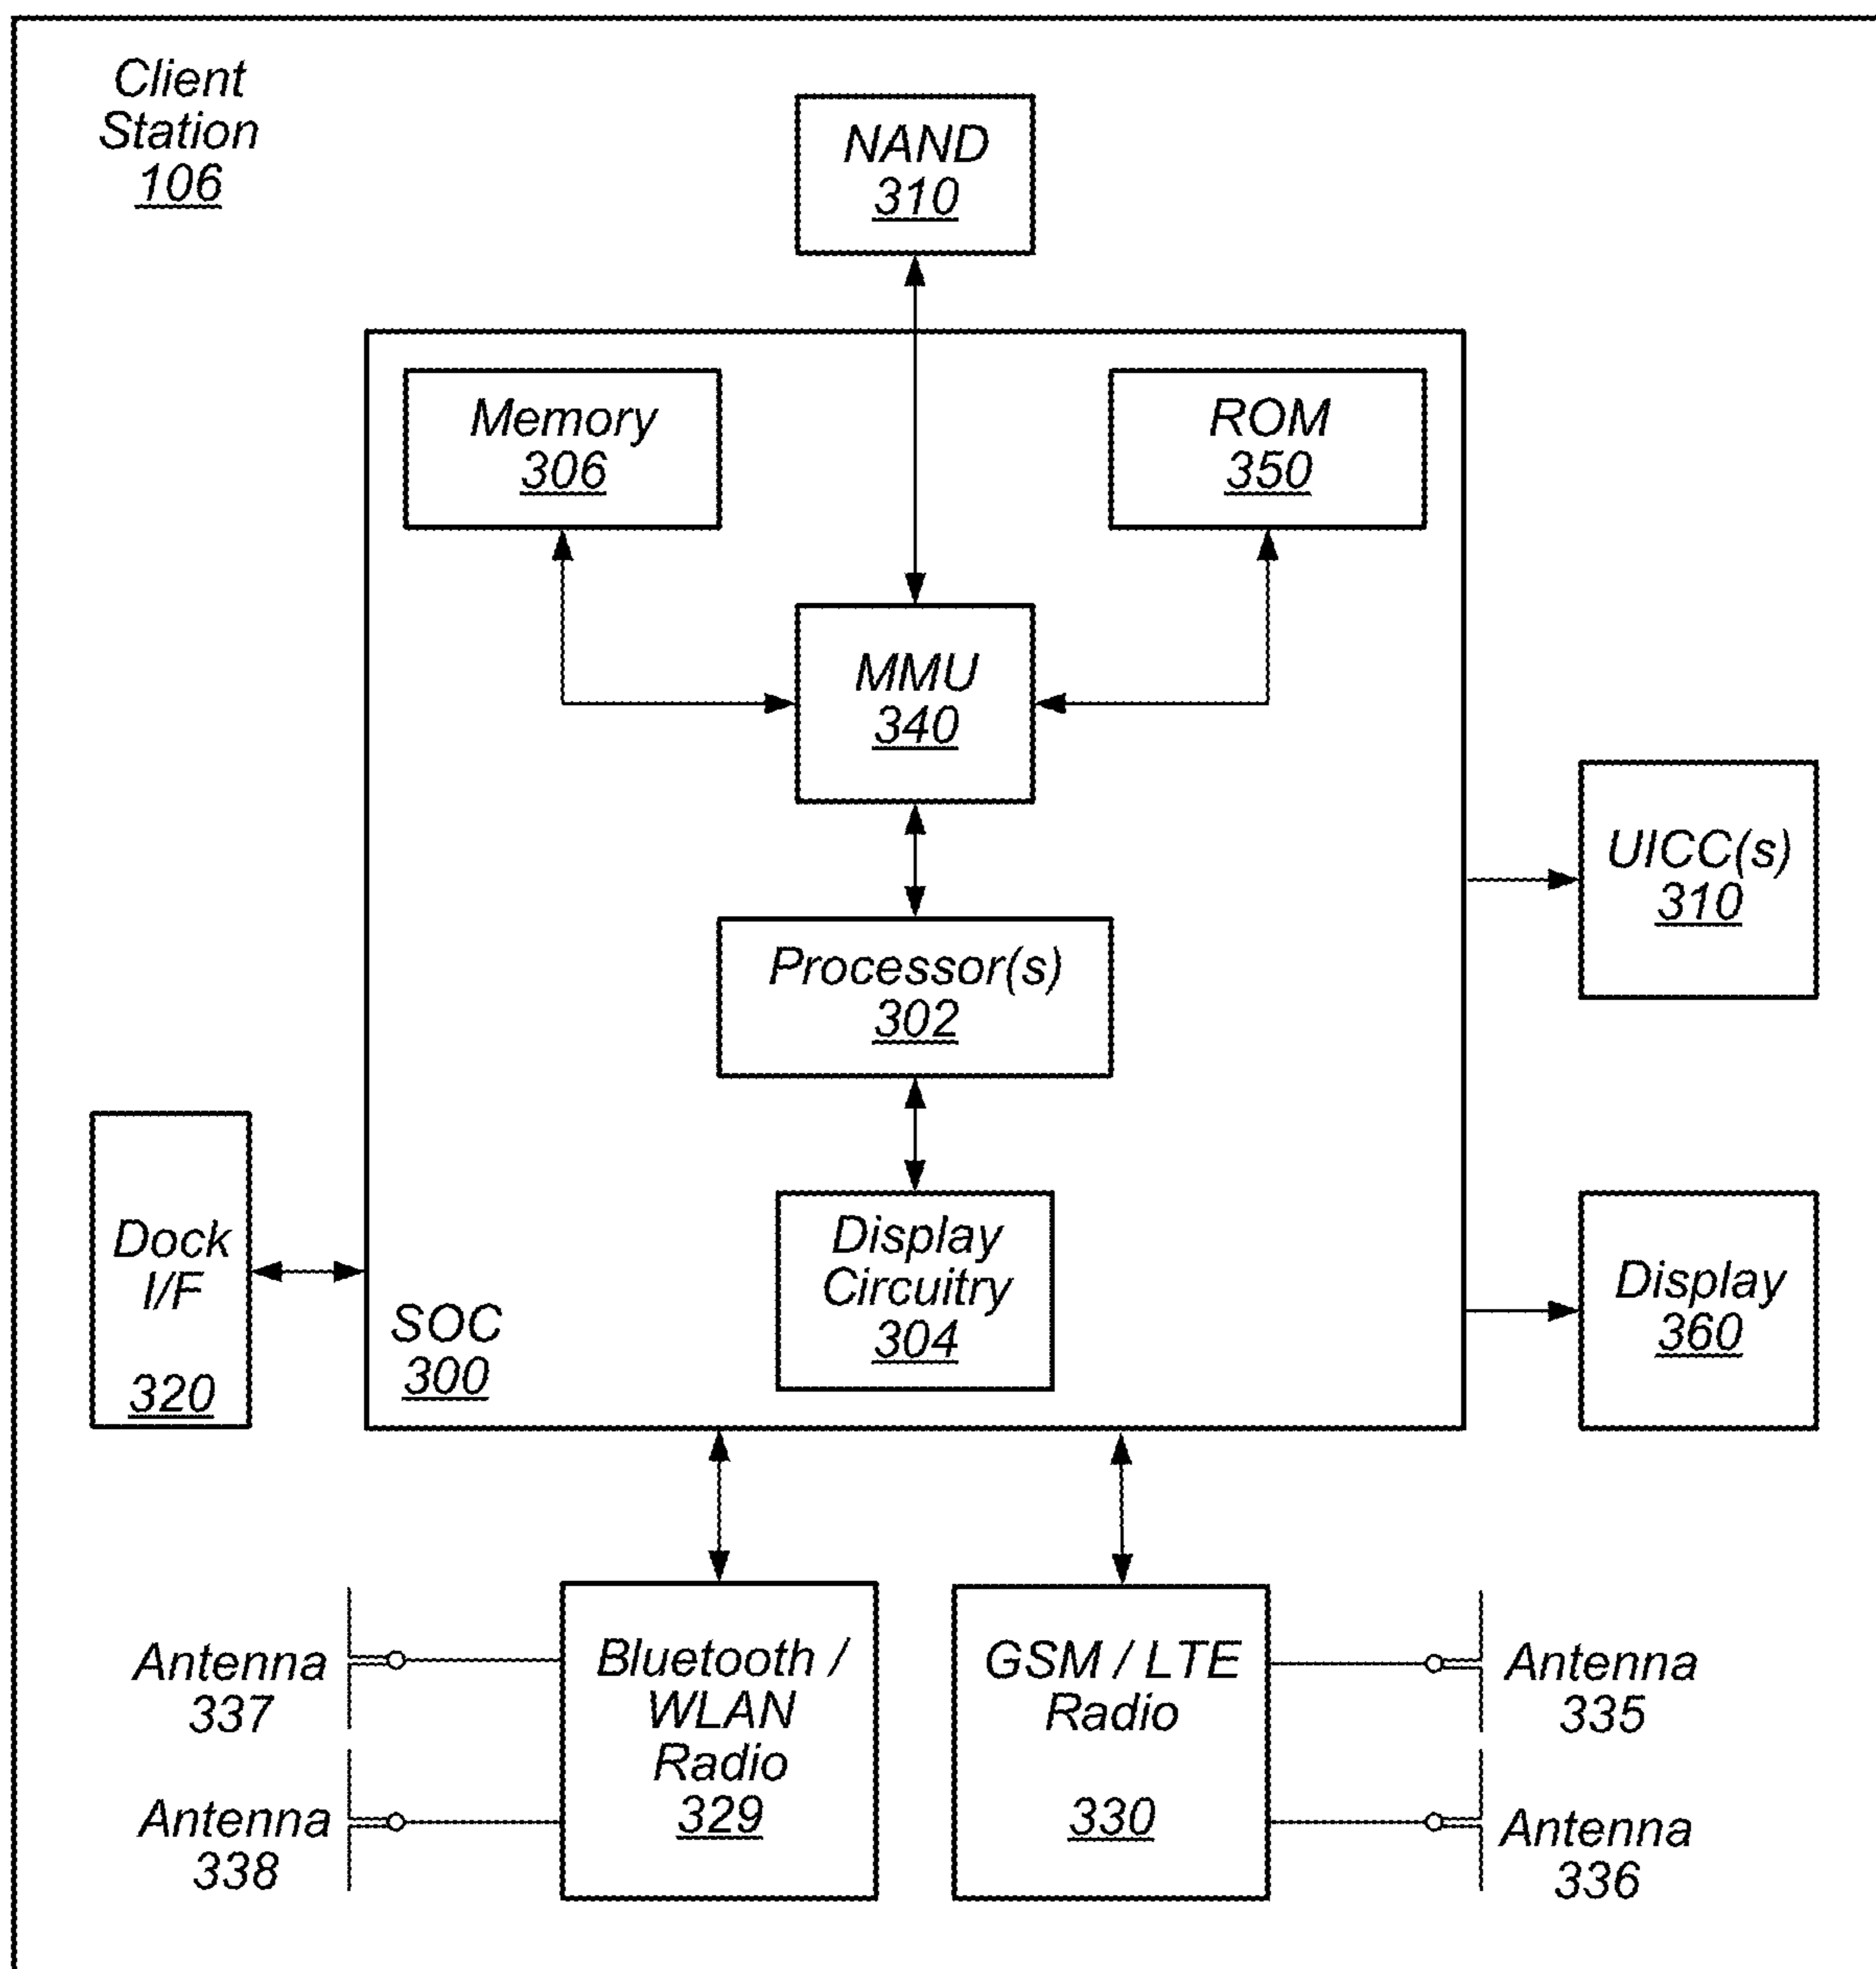 Client
Station
106
NAND
310
Memory
306
ROM
350
MMU
340
UICC(s)
310
Processor(s)
302
Dock
I/F
320
Display
Circuitry
304
SOC
300
Display
360
Antenna
337
Antenna
338
Bluetooth /
WLAN
Radio
329
GSM / LTE
Radio
330
Antenna
335
Antenna
336